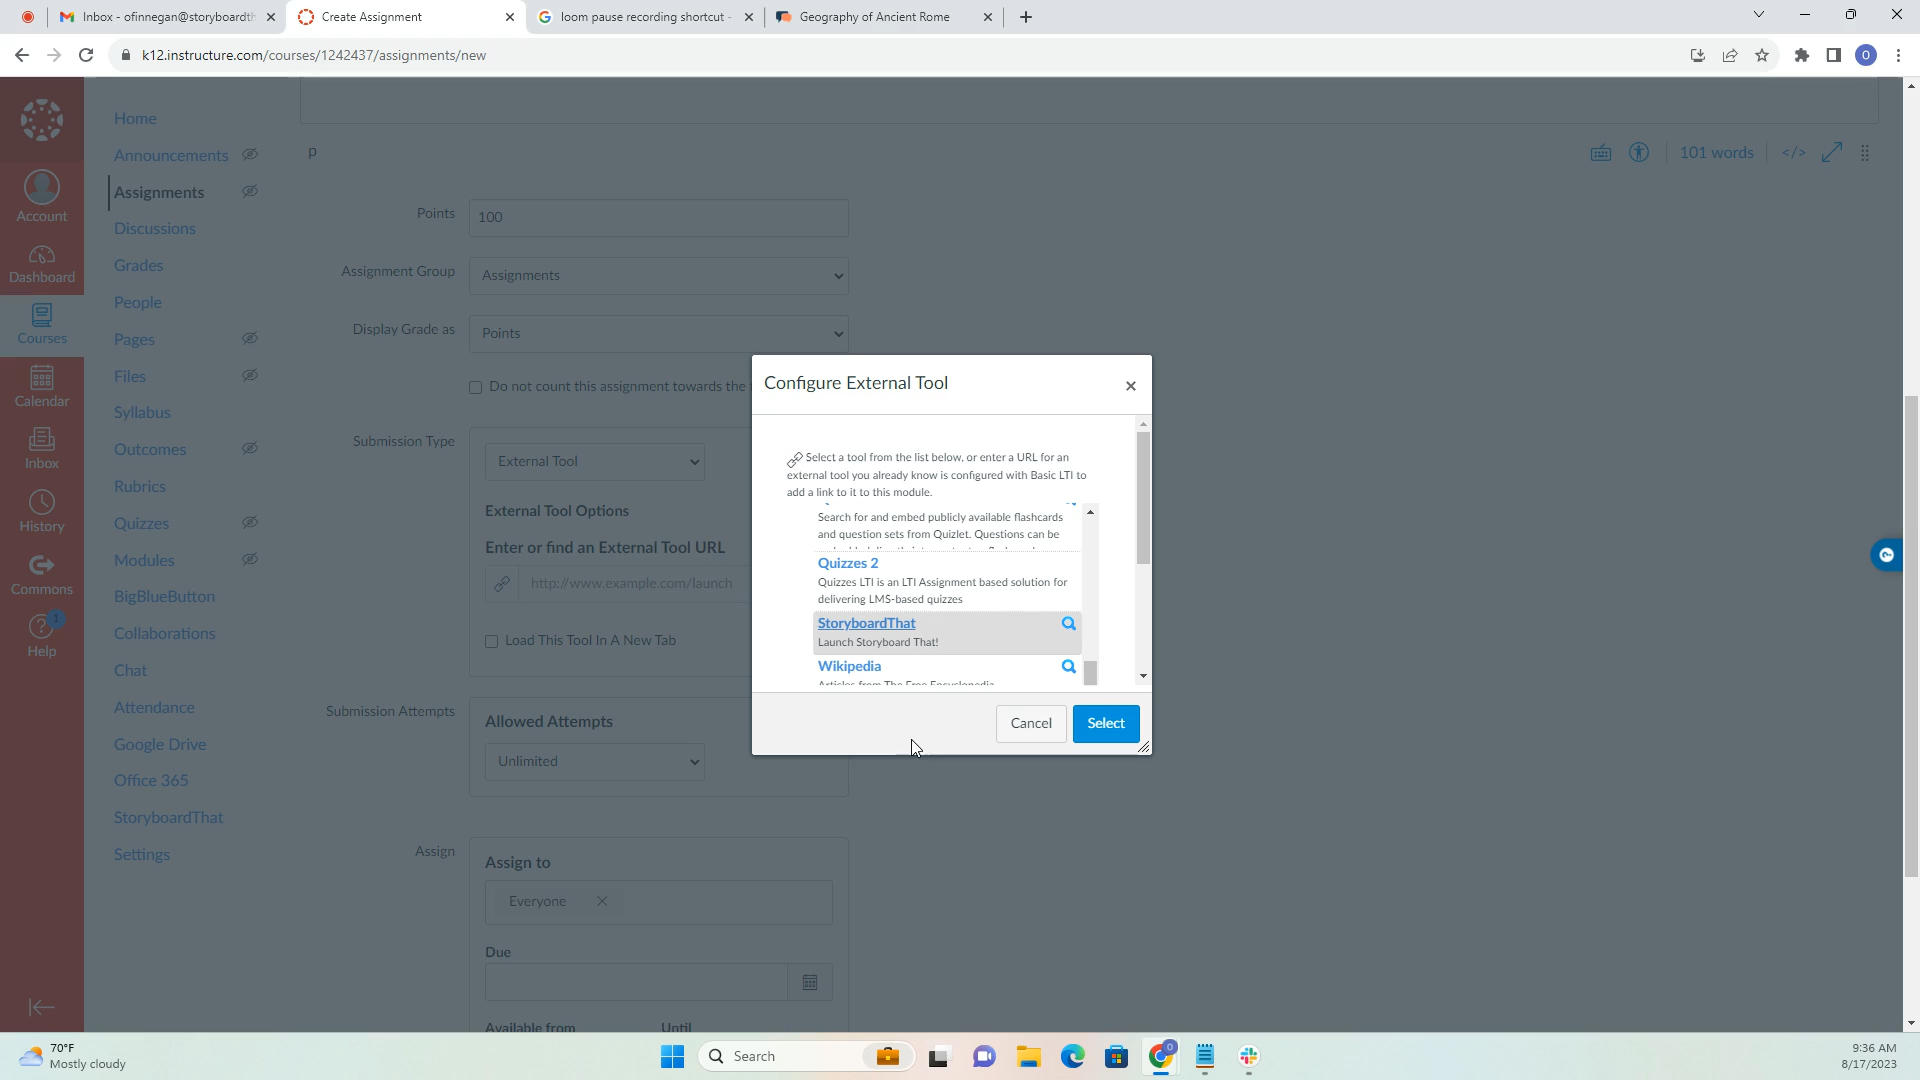 Inbox - ofinnegan@storyboardth
Create Assignment
loom pause recording shortcut -
Geography of Ancient Rome
k12.instructure.com/courses/1242437/assignments/new
O
Account
Dashboard
Courses
Calendar
Inbox
History
Commons
1
Help
Home
Announcements
Assignments
Discussions
Grades
People
Pages
Files
Syllabus
Outcomes
Rubrics
Quizzes
Modules
BigBlueButton
Collaborations
Chat
Attendance
Google Drive
Office 365
StoryboardThat
Settings
p
101 words
</>
Points
100
Assignment Group
Assignments
Display Grade as
Points
Do not count this assignment towards the
Submission Type
External Tool
External Tool Options
Enter or find an External Tool URL
http://www.example.com/launch
Load This Tool In A New Tab
Submission Attempts
Allowed Attempts
Unlimited
Assign
Assign to
Everyone
Due
Available from
Until
Configure External Tool
Select a tool from the list below, or enter a URL for an
external tool you already know is configured with Basic LTI to
add a link to it to this module.
Search for and embed publicly available flashcards
and question sets from Quizlet. Questions can be
Quizzes 2
Quizzes LTI is an LTI Assignment based solution for
delivering LMS-based quizzes
StoryboardThat
Launch Storyboard That!
Wikipedia
Articles from The Free Encyclopedia
Cancel
Select
70°F
Mostly cloudy
Search
0
9:36 AM
8/17/2023